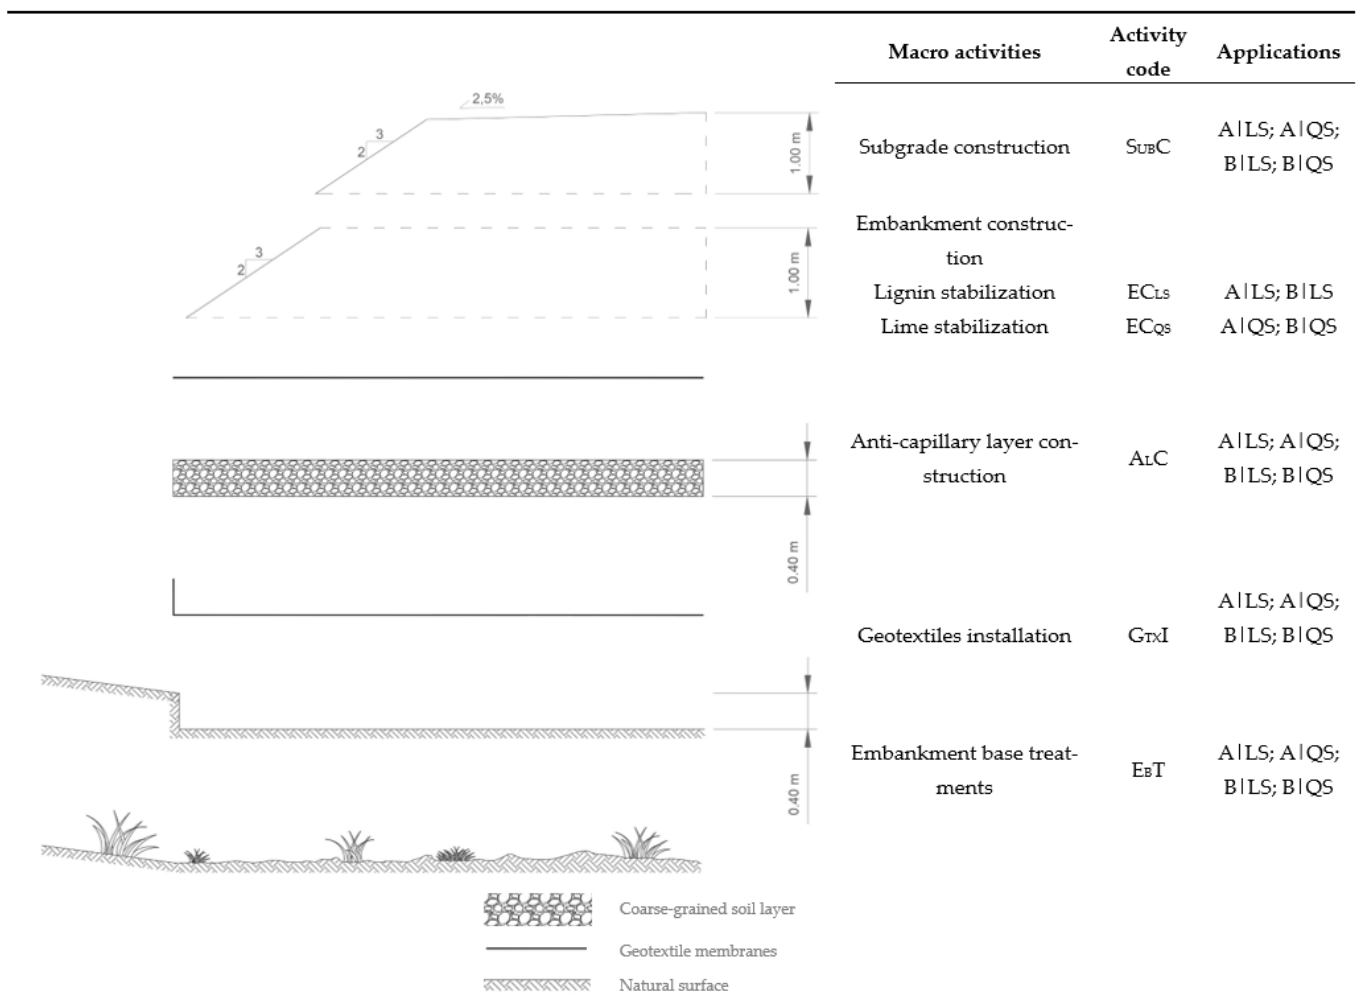 Macro activities
Activity
code
Applications
2,5%
3
2
1.00 m
Subgrade construction
SUBC
A|LS; A|QS;
B|LS; B|QS
3
2
1.00 m
Embankment construc-
tion
Lignin stabilization
ECLS
A|LS; B|LS
Lime stabilization
ECQS
A|QS; B|QS
Anti-capillary layer con-
struction
ALC
A|LS; A|QS;
B|LS; B|QS
0.40 m
Geotextiles installation
GTXI
A|LS; A|QS;
B|LS; B|QS
Embankment base treat-
ments
EBT
A|LS; A|QS;
B|LS; B|QS
0.40 m
Coarse-grained soil layer
Geotextile membranes
Natural surface